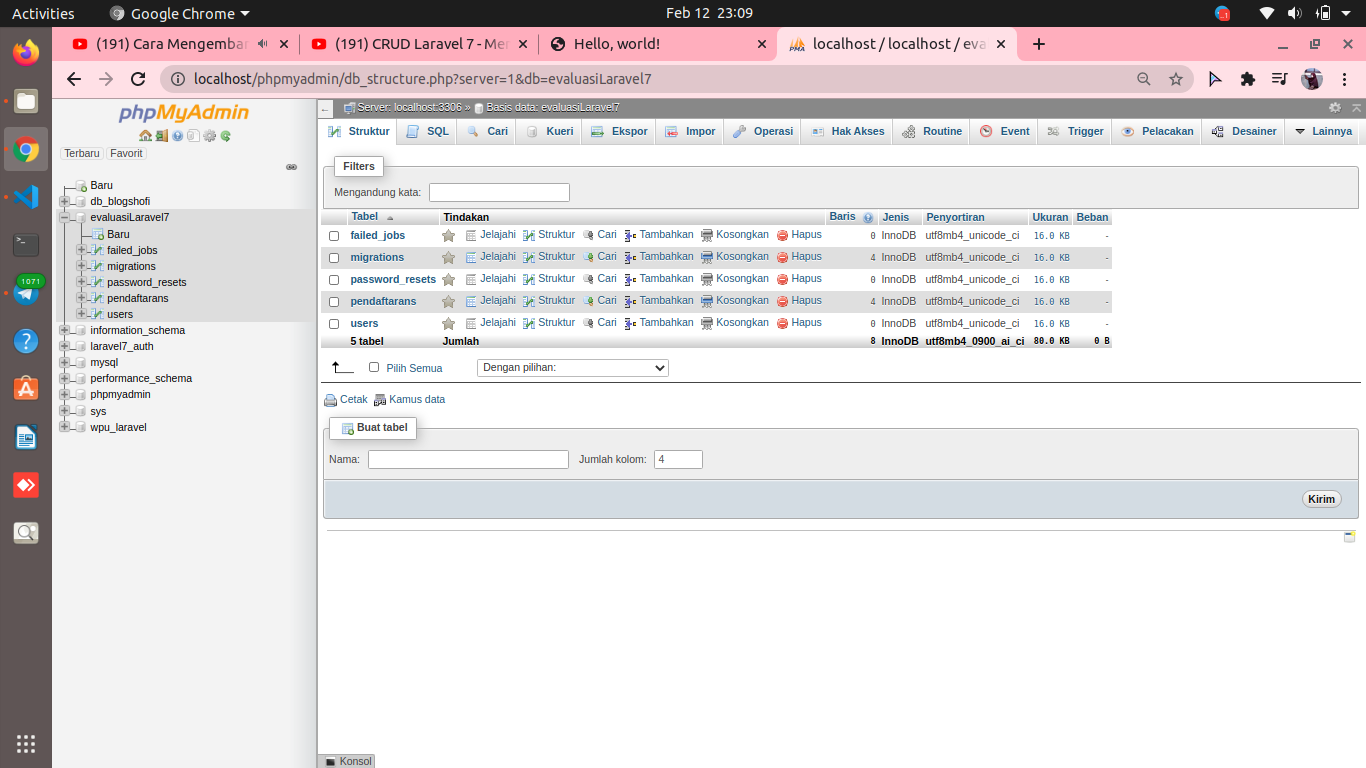 Activities Google Chrome Feb 12 23:09
(191) Cara Mengemban
(191) CRUD Laravel 7 - Mer
Hello, world!
localhost / localhost / eva
localhost/phpmyadmin/db_structure.php?server=1&db=evaluasiLaravel7
phpMyAdmin
Terbaru Favorit
Baru
db_blogshofi
evaluasiLaravel7
Baru
failed_jobs
migrations
password_resets
pendaftarans
users
information_schema
laravel7_auth
mysql
performance_schema
phpmyadmin
sys
wpu_laravel
1071
Server: localhost:3306 » Basis data: evaluasiLaravel7
Struktur SQL Cari Kueri Ekspor Impor Operasi Hak Akses Routine Event Trigger Pelacakan Desainer Lainnya
Filters
Mengandung kata:
Tabel Tindakan Baris Jenis Penyortiran Ukuran Beban
failed_jobs Jelajahi Struktur Cari Tambahkan Kosongkan Hapus 0 InnoDB utf8mb4_unicode_ci 16.0 KB -
migrations Jelajahi Struktur Cari Tambahkan Kosongkan Hapus 4 InnoDB utf8mb4_unicode_ci 16.0 KB -
password_resets Jelajahi Struktur Cari Tambahkan Kosongkan Hapus 0 InnoDB utf8mb4_unicode_ci 16.0 KB -
pendaftarans Jelajahi Struktur Cari Tambahkan Kosongkan Hapus 4 InnoDB utf8mb4_unicode_ci 16.0 KB -
users Jelajahi Struktur Cari Tambahkan Kosongkan Hapus 0 InnoDB utf8mb4_unicode_ci 16.0 KB -
5 tabel Jumlah 8 InnoDB utf8mb4_0900_ai_ci 80.0 KB 0 B
Pilih Semua Dengan pilihan:
Cetak Kamus data
Buat tabel
Nama: Jumlah kolom: 4
Kirim
Konsol